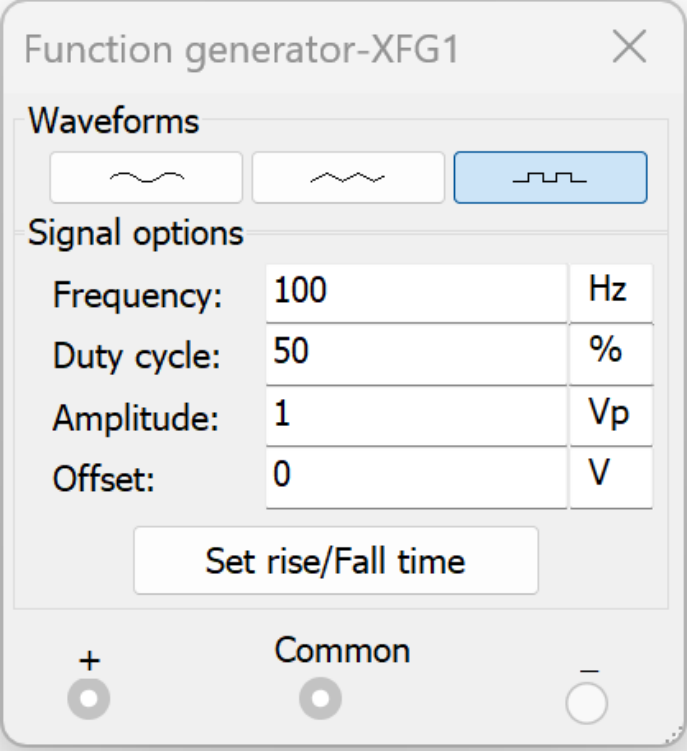 Function generator-XFG1
Waveforms
Signal options
Frequency: 100 Hz
Duty cycle: 50 %
Amplitude: 1 Vp
Offset: 0 V
Set rise/Fall time
+ Common −